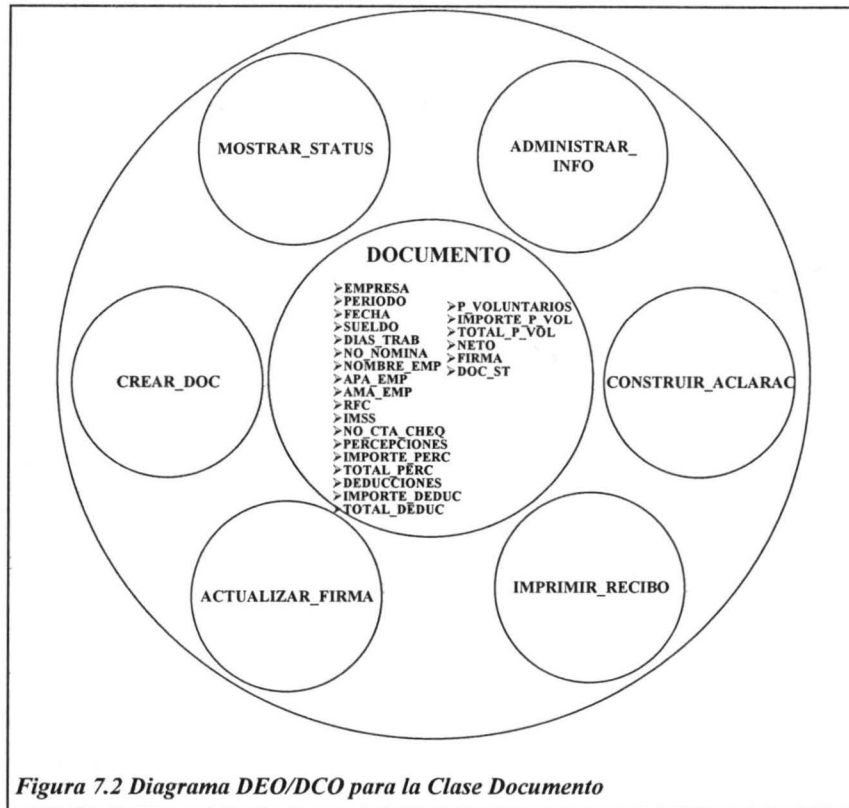 MOSTRAR_STATUS
ADMINISTRAR_
INFO
DOCUMENTO
➢EMPRESA
➢PERIODO
➢FECHA
➢SUELDO
➢DIAS_TRAB
➢NO_NOMINA
➢NOMBRE_EMP
➢APA_EMP
➢AMA_EMP
➢RFC
➢IMSS
➢NO_CTA_CHEQ
➢PERCEPCIONES
➢IMPORTE_PERC
➢TOTAL_PERC
➢DEDUCCIONES
➢IMPORTE_DEDUC
➢TOTAL_DEDUC
➢P_VOLUNTARIOS
➢IMPORTE_P_VOL
➢TOTAL_P_VOL
➢NETO
➢FIRMA
➢DOC_ST
CREAR_DOC
CONSTRUIR_ACLARAC
ACTUALIZAR_FIRMA
IMPRIMIR_RECIBO
Figura 7.2 Diagrama DEO/DCO para la Clase Documento